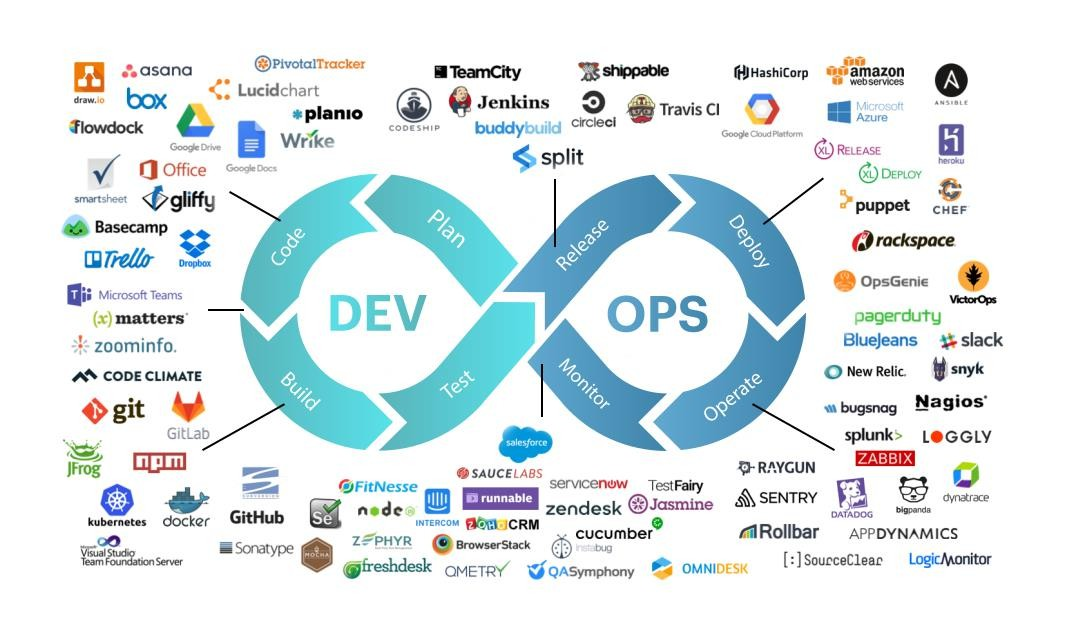 draw.io
asana
PivotalTracker
box
Lucidchart
flowdock
Google Drive
Google Docs
planio
Wrike
smartsheet
Office
gliffy
Basecamp
Trello
Dropbox
Microsoft Teams
(x)matters
zoominfo.
CODE CLIMATE
git
GitLab
TeamCity
CODESHIP
Jenkins
buddybuild
shippable
circleci
Travis CI
split
HashiCorp
amazon
webservices
ANSIBLE
Google Cloud Platform
Microsoft
Azure
heroku
XL RELEASE
XL DEPLOY
puppet
CHEF
rackspace.
OpsGenie
VictorOps
pagerduty
BlueJeans
slack
New Relic.
snyk
bugsnag
Nagios
splunk>
LOGGLY
ZABBIX
Code
Plan
Release
Deploy
DEV
OPS
Build
Test
Monitor
Operate
JFrog
npm
kubernetes
docker
SUBVERSION
GitHub
Microsoft
Visual Studio
Team Foundation Server
Sonatype
MOCHA
Se
FitNesse
node
ZEPHYR
freshdesk
salesforce
SAUCELABS
INTERCOM
runnable
ZOHO CRM
BrowserStack
QMETRY
servicenow
TestFairy
zendesk
Jasmine
cucumber
instabug
QASymphony
OMNIDESK
RAYGUN
SENTRY
DATADOG
bigpanda
dynatrace
Rollbar
APPDYNAMICS
[:]SourceClear
LogicMonitor